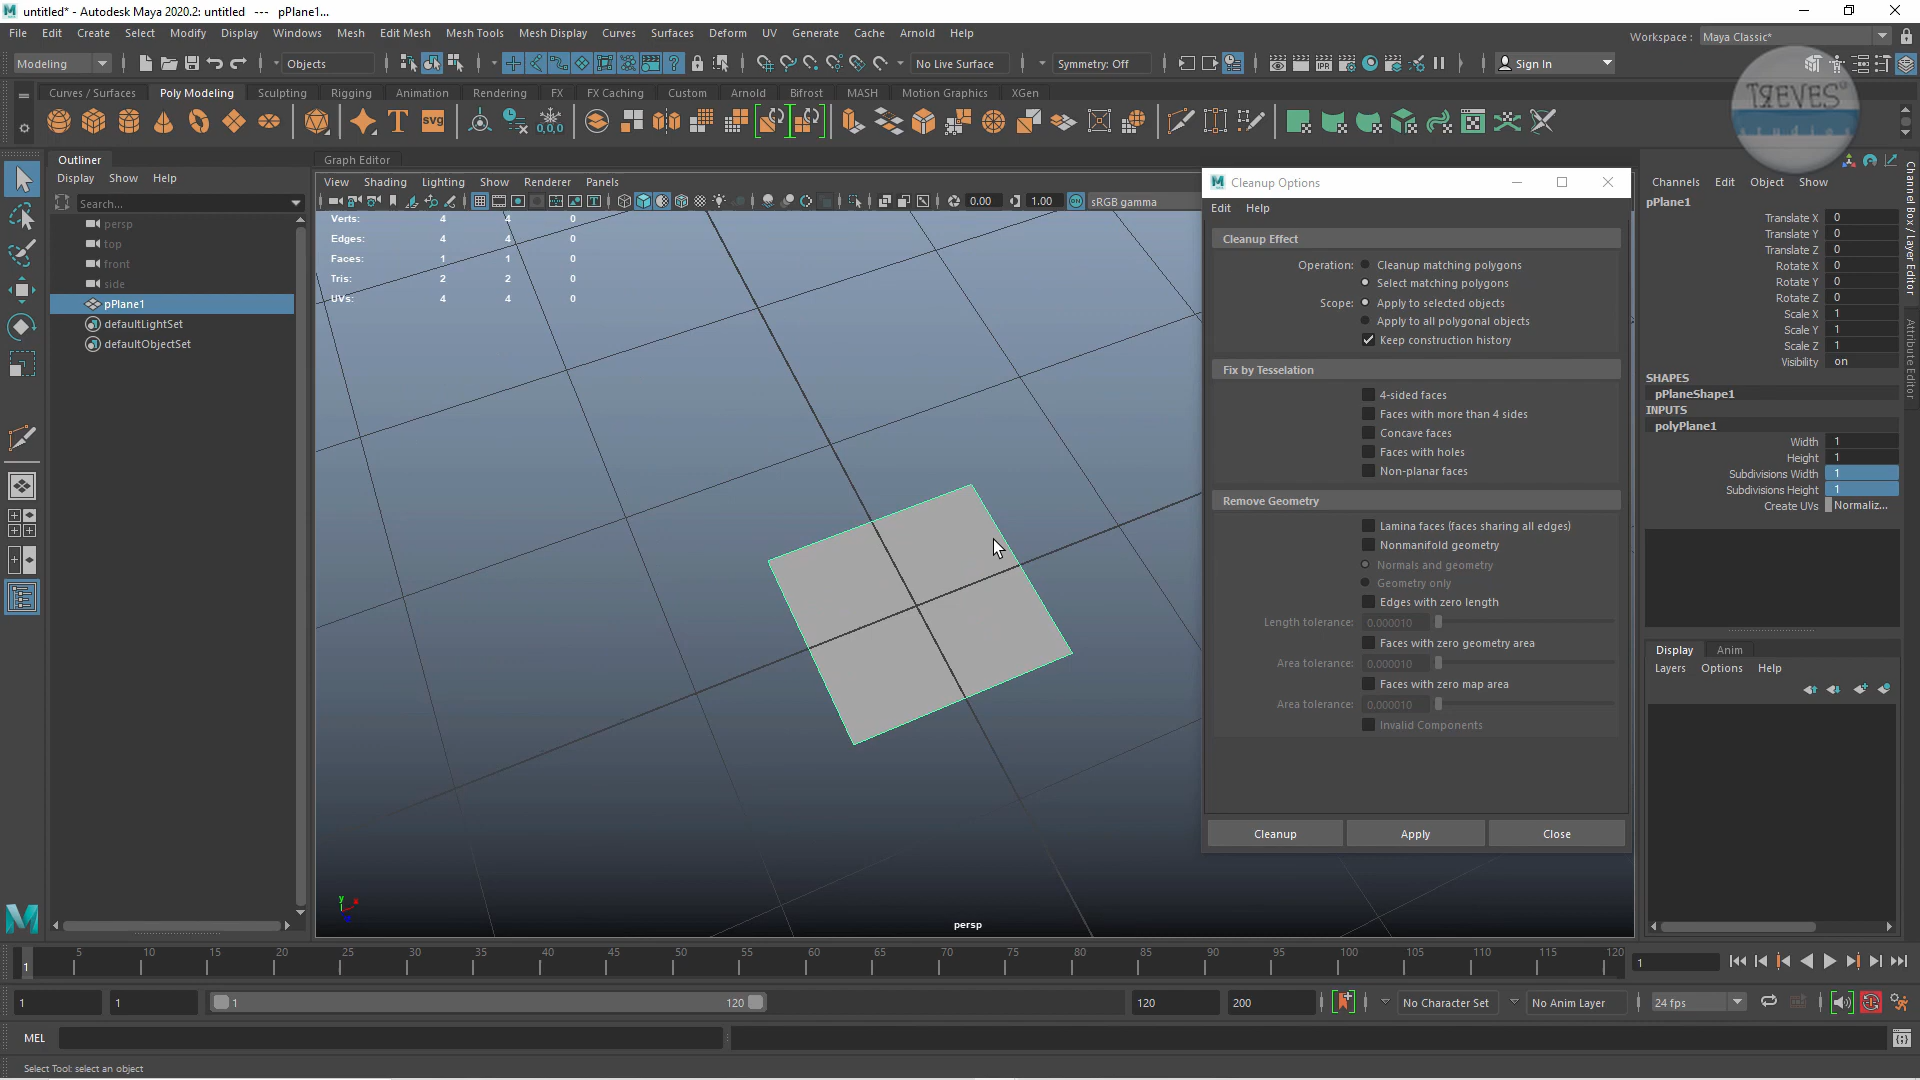 untitled* - Autodesk Maya 2020.2: untitled --- pPlane1...
File Edit Create Select Modify Display Windows Mesh Edit Mesh Mesh Tools Mesh Display Curves Surfaces Deform UV Generate Cache Arnold Help
Workspace : Maya Classic*
Modeling Objects No Live Surface Symmetry: Off Sign In
Curves / Surfaces Poly Modeling Sculpting Rigging Animation Rendering FX FX Caching Custom Arnold Bifrost MASH Motion Graphics XGen
TZEVES
studios
T SVG 0,0,0
Outliner
Display Show Help
Search...
persp
top
front
side
pPlane1
defaultLightSet
defaultObjectSet
Graph Editor
View Shading Lighting Show Renderer Panels
0.00 1.00 sRGB gamma
Verts: 4 4 0
Edges: 4 4 0
Faces: 1 1 0
Tris: 2 2 0
UVs: 4 4 0
persp
Cleanup Options
Edit Help
Cleanup Effect
Operation: Cleanup matching polygons
Select matching polygons
Scope: Apply to selected objects
Apply to all polygonal objects
Keep construction history
Fix by Tesselation
4-sided faces
Faces with more than 4 sides
Concave faces
Faces with holes
Non-planar faces
Remove Geometry
Lamina faces (faces sharing all edges)
Nonmanifold geometry
Normals and geometry
Geometry only
Edges with zero length
Length tolerance: 0.000010
Faces with zero geometry area
Area tolerance: 0.000010
Faces with zero map area
Area tolerance: 0.000010
Invalid Components
Cleanup Apply Close
Channels Edit Object Show
pPlane1
Translate X 0
Translate Y 0
Translate Z 0
Rotate X 0
Rotate Y 0
Rotate Z 0
Scale X 1
Scale Y 1
Scale Z 1
Visibility on
SHAPES
pPlaneShape1
INPUTS
polyPlane1
Width 1
Height 1
Subdivisions Width 1
Subdivisions Height 1
Create UVs Normaliz...
Channel Box / Layer Editor
Attribute Editor
Display Anim
Layers Options Help
5 10 15 20 25 30 35 40 45 50 55 60 65 70 75 80 85 90 95 100 105 110 115 120
1
1
1 1 1 120 120 200 No Character Set No Anim Layer 24 fps
MEL
Select Tool: select an object